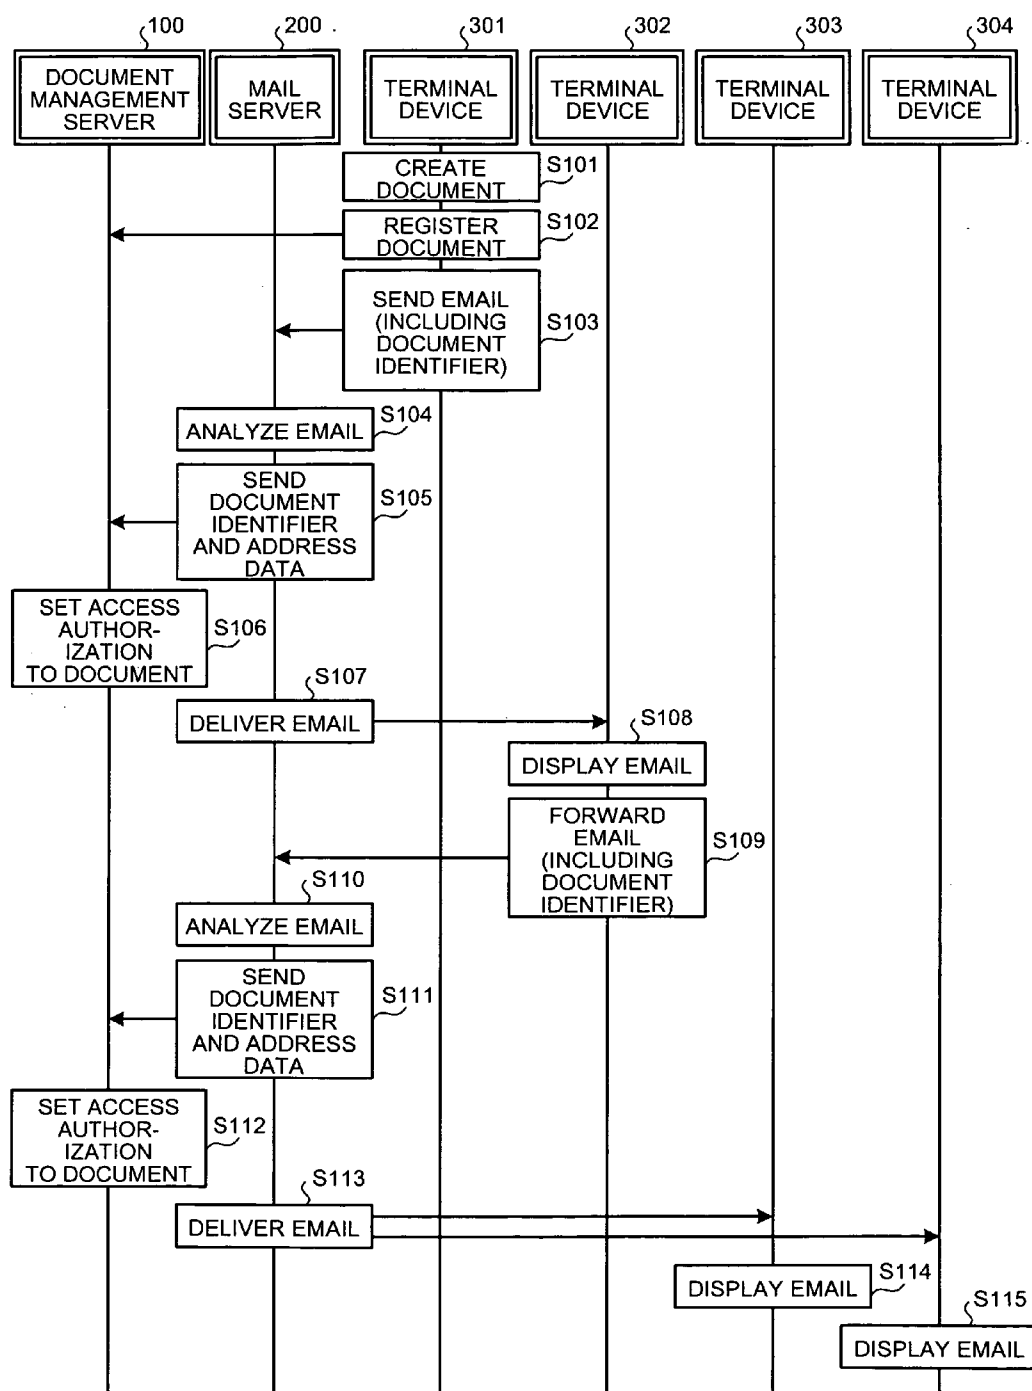 100
200
301
302
303
304
DOCUMENT
MANAGEMENT
SERVER
MAIL
SERVER
TERMINAL
DEVICE
TERMINAL
DEVICE
TERMINAL
DEVICE
TERMINAL
DEVICE
CREATE
DOCUMENT
S101
REGISTER
DOCUMENT
S102
SEND EMAIL
(INCLUDING
DOCUMENT
IDENTIFIER)
S103
ANALYZE EMAIL
S104
SEND
DOCUMENT
IDENTIFIER
AND ADDRESS
DATA
S105
SET ACCESS
AUTHOR-
IZATION
TO DOCUMENT
S106
S107
DELIVER EMAIL
S108
DISPLAY EMAIL
FORWARD
EMAIL
(INCLUDING
DOCUMENT
IDENTIFIER)
S109
S110
ANALYZE EMAIL
SEND
DOCUMENT
IDENTIFIER
AND ADDRESS
DATA
S111
SET ACCESS
AUTHOR-
IZATION
TO DOCUMENT
S112
S113
DELIVER EMAIL
DISPLAY EMAIL
S114
S115
DISPLAY EMAIL